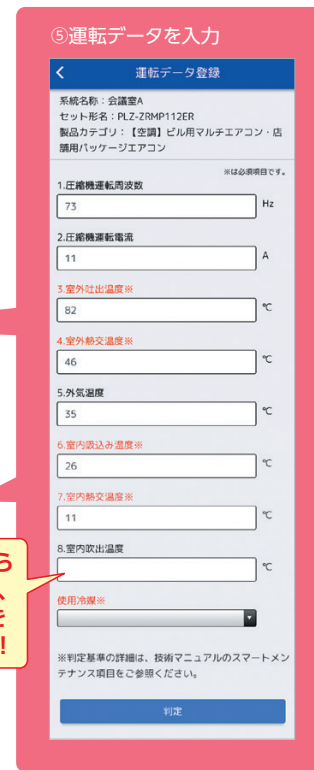 ⑤運転データを入力
運転データ登録
系統名称：会議室A
セット形名：PLZ-ZRMP112ER
製品カテゴリ：【空調】ビル用マルチエアコン・店
舗用パッケージエアコン
※は必須項目です。
1.圧縮機運転周波数
73 Hz
2.圧縮機運転電流
11 A
3.室外吐出温度※
82 ℃
4.室外熱交温度※
46 ℃
5.外気温度
35 ℃
6.室内吸込み温度※
26 ℃
7.室内熱交温度※
11 ℃
8.室内吹出温度
℃
使用冷媒※
ら
、
を
!
※判定基準の詳細は、技術マニュアルのスマートメン
テナンス項目をご参照ください。
判定